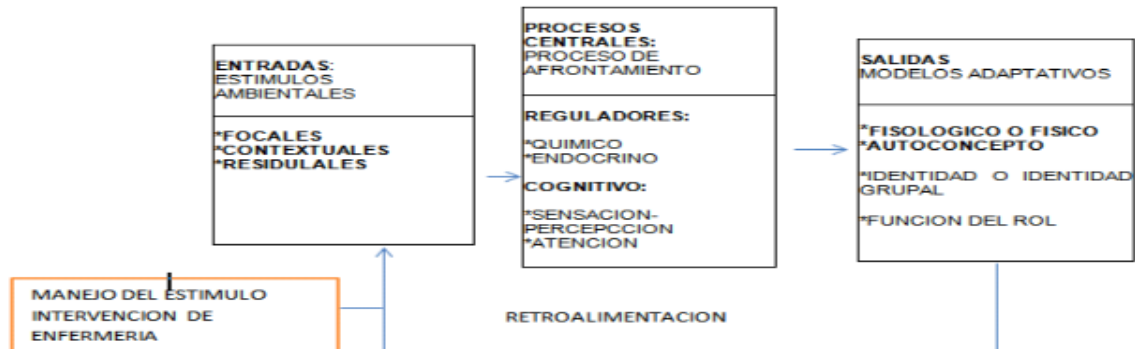 ENTRADAS:
ESTIMULOS
AMBIENTALES
*FOCALES
*CONTEXTUALES
*RESIDULALES
PROCESOS
CENTRALES:
PROCESO DE
AFRONTAMIENTO
REGULADORES:
*QUIMICO
*ENDOCRINO
COGNITIVO:
*SENSACION-
PERCEPCCION
*ATENCION
SALIDAS
MODELOS ADAPTATIVOS
*FISOLOGICO O FISICO
*AUTOCONCEPTO
*IDENTIDAD O IDENTIDAD
GRUPAL
*FUNCION DEL ROL
MANEJO DEL ESTIMULO
INTERVENCION DE
ENFERMERIA
RETROALIMENTACION